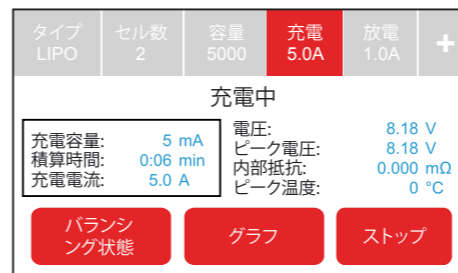 タイプ セル数 容量 充電 放電 +
LIPO 2 5000 5.0A 1.0A
充電中
充電容量: 5 mA
積算時間: 0:06 min
充電電流: 5.0 A
電圧: 8.18 V
ピーク電圧: 8.18 V
内部抵抗: 0.000 mΩ
ピーク温度: 0 °C
バランシ
ング状態
グラフ
ストップ